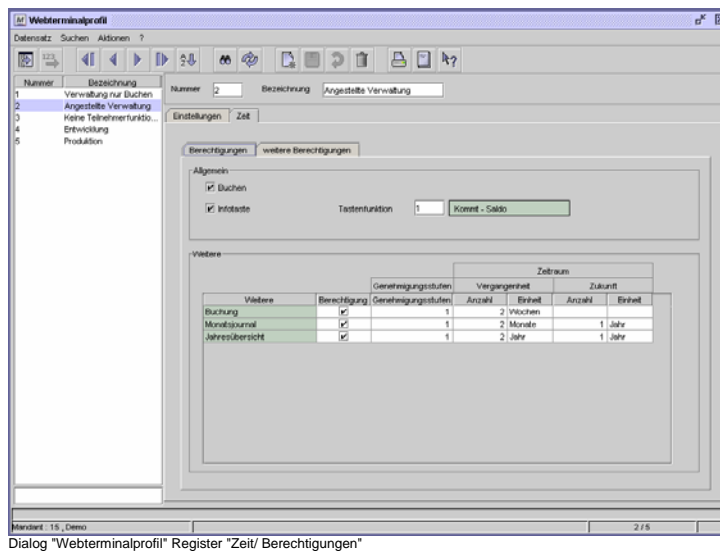 Webterminalprofil
Datensatz Suchen Aktionen ?
Nummer Bezeichnung
1 Verwaltung nur Buchen
2 Angestellte Verwaltung
3 Keine Teilnehmerfunktio...
4 Entwicklung
5 Produktion
Nummer 2 Bezeichnung Angestellte Verwaltung
Einstellungen Zeit
Berechtigungen weitere Berechtigungen
Allgemein
Buchen
Infotaste Tastenfunktion 1 Kommt - Saldo
Weitere
Zeitraum
Genehmigungsstufen Vergangenheit Zukunft
Weitere Berechtigung Genehmigungsstufen Anzahl Einheit Anzahl Einheit
Buchung 1 2 Wochen
Monatsjournal 1 2 Monate 1 Jahr
Jahresübersicht 1 2 Jahr 1 Jahr
Mandant : 15 , Demo 2 / 5
Dialog "Webterminalprofil" Register "Zeit/ Berechtigungen"